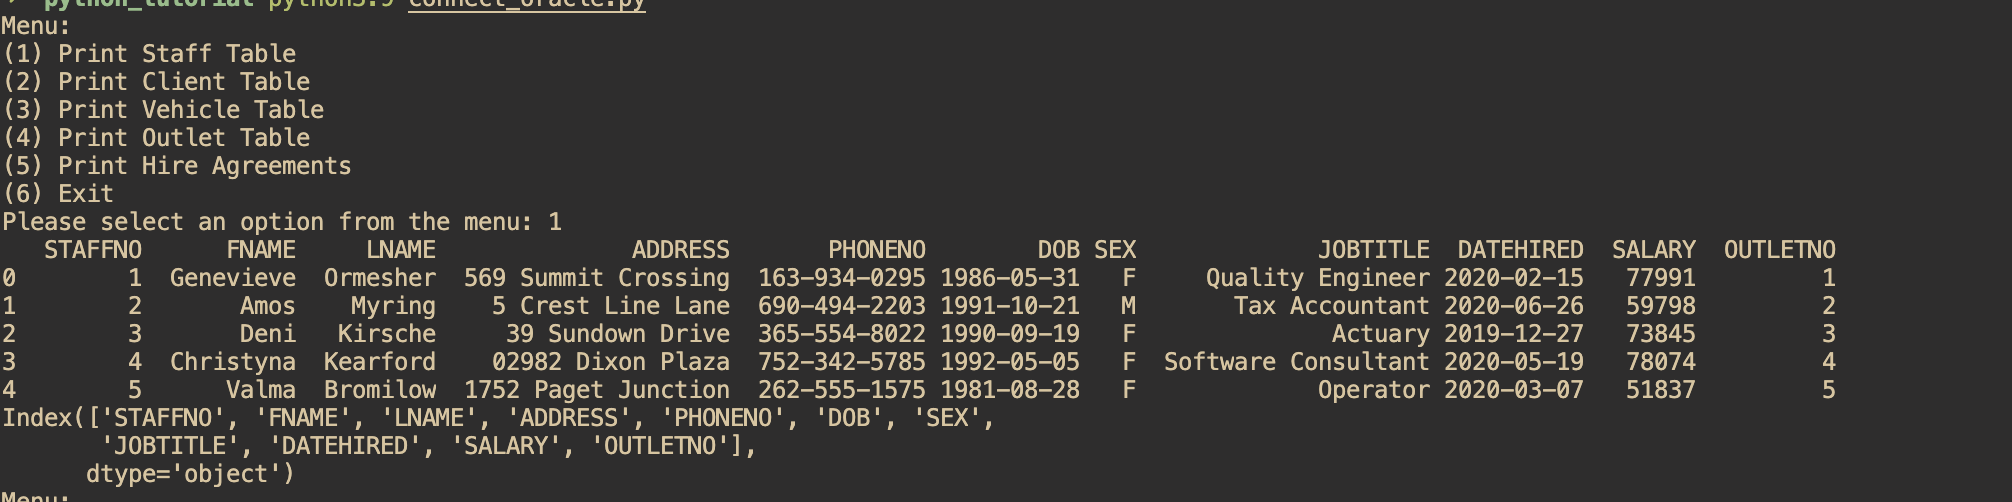 python_tutorial python3.9 connect_oracle.py
Menu:
(1) Print Staff Table
(2) Print Client Table
(3) Print Vehicle Table
(4) Print Outlet Table
(5) Print Hire Agreements
(6) Exit
Please select an option from the menu: 1
STAFFNO FNAME LNAME ADDRESS PHONENO DOB SEX JOBTITLE DATEHIRED SALARY OUTLETNO
0 1 Genevieve Ormesher 569 Summit Crossing 163-934-0295 1986-05-31 F Quality Engineer 2020-02-15 77991 1
1 2 Amos Myring 5 Crest Line Lane 690-494-2203 1991-10-21 M Tax Accountant 2020-06-26 59798 2
2 3 Deni Kirsche 39 Sundown Drive 365-554-8022 1990-09-19 F Actuary 2019-12-27 73845 3
3 4 Christyna Kearford 02982 Dixon Plaza 752-342-5785 1992-05-05 F Software Consultant 2020-05-19 78074 4
4 5 Valma Bromilow 1752 Paget Junction 262-555-1575 1981-08-28 F Operator 2020-03-07 51837 5
Index(['STAFFNO', 'FNAME', 'LNAME', 'ADDRESS', 'PHONENO', 'DOB', 'SEX',
'JOBTITLE', 'DATEHIRED', 'SALARY', 'OUTLETNO'],
dtype='object')
Menu: